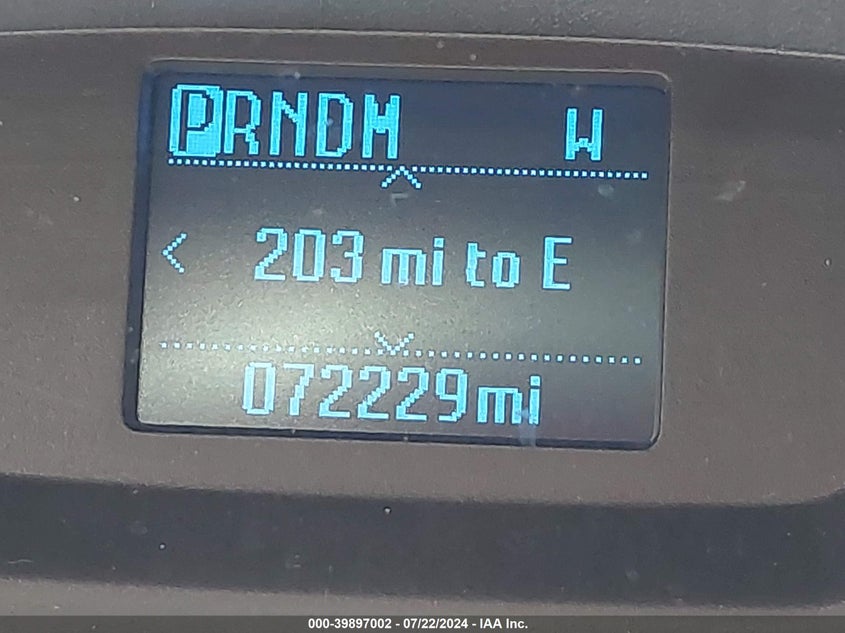 PRNDM W
< 203 mi to E
072229mi
000-39897002 - 07/22/2024 - IAA Inc.